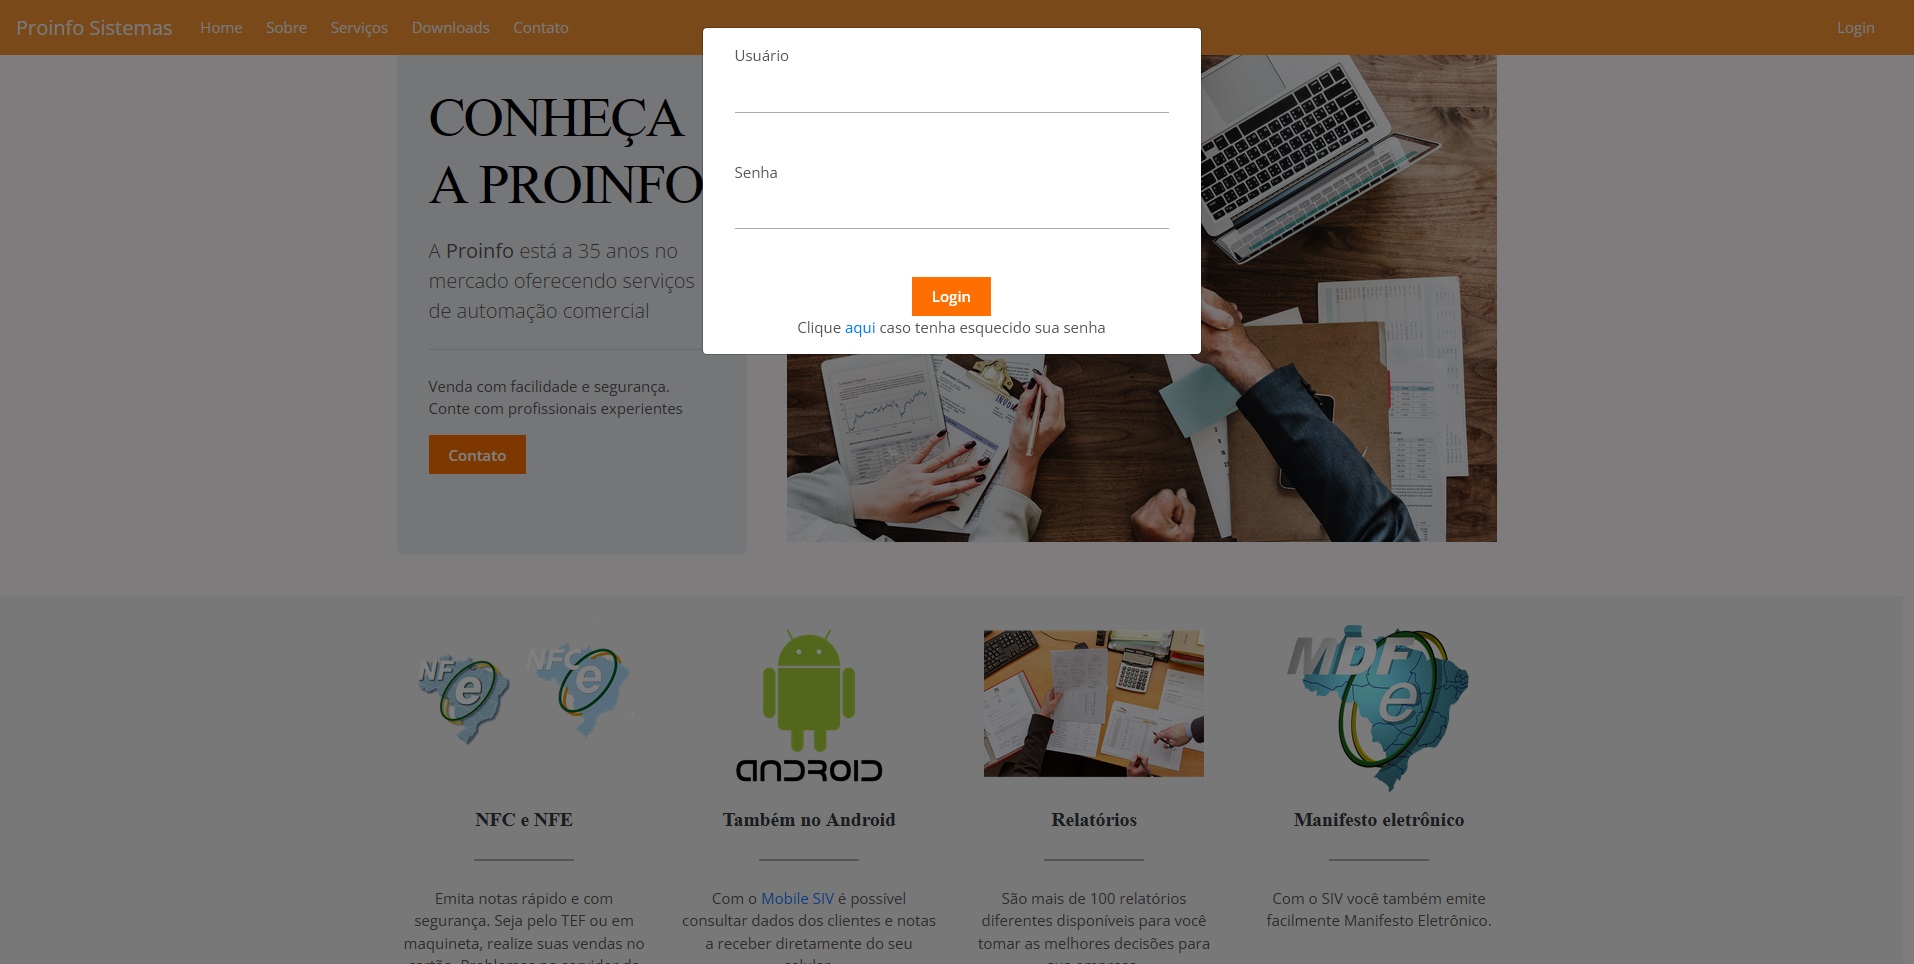 Proinfo Sistemas
Home
Sobre
Serviços
Downloads
Contato
Login
Usuário
Senha
Login
Clique aqui caso tenha esquecido sua senha
CONHEÇA
A PROINFO
A Proinfo está a 35 anos no
mercado oferecendo serviços
de automação comercial
Venda com facilidade e segurança.
Conte com profissionais experientes
Contato
NF e
NFC e
ANDROID
MDF e
NFC e NFE
Também no Android
Relatórios
Manifesto eletrônico
Emita notas rápido e com
segurança. Seja pelo TEF ou em
maquineta, realize suas vendas no
Com o Mobile SIV é possível
consultar dados dos clientes e notas
a receber diretamente do seu
São mais de 100 relatórios
diferentes disponíveis para você
tomar as melhores decisões para
Com o SIV você também emite
facilmente Manifesto Eletrônico.